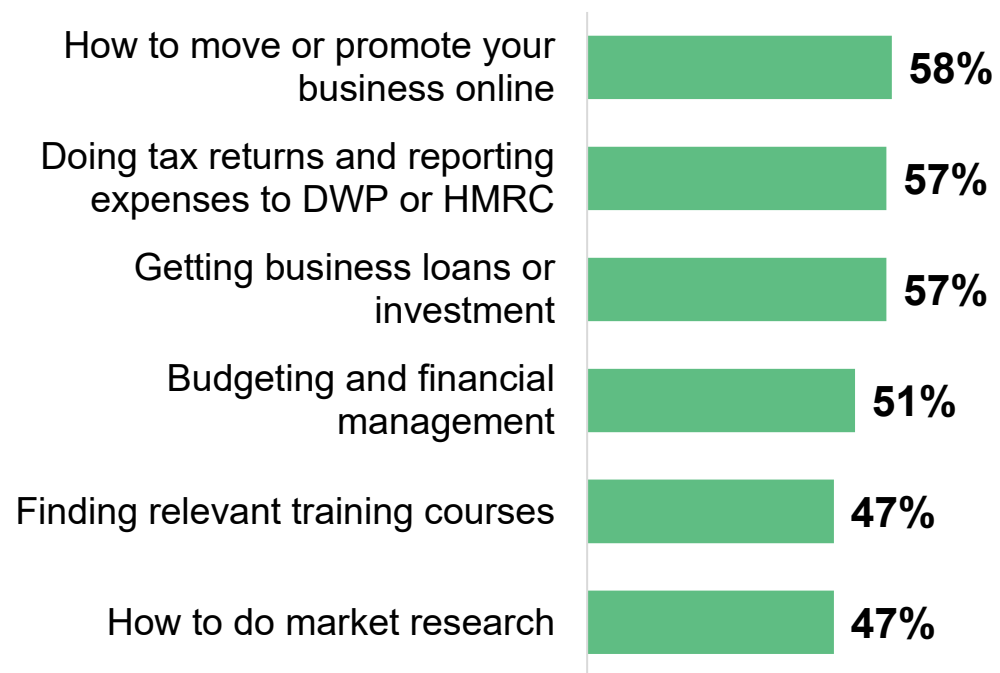 How to move or promote your
business online
58%
Doing tax returns and reporting
expenses to DWP or HMRC
57%
Getting business loans or
investment
57%
Budgeting and financial
management
51%
Finding relevant training courses
47%
How to do market research
47%